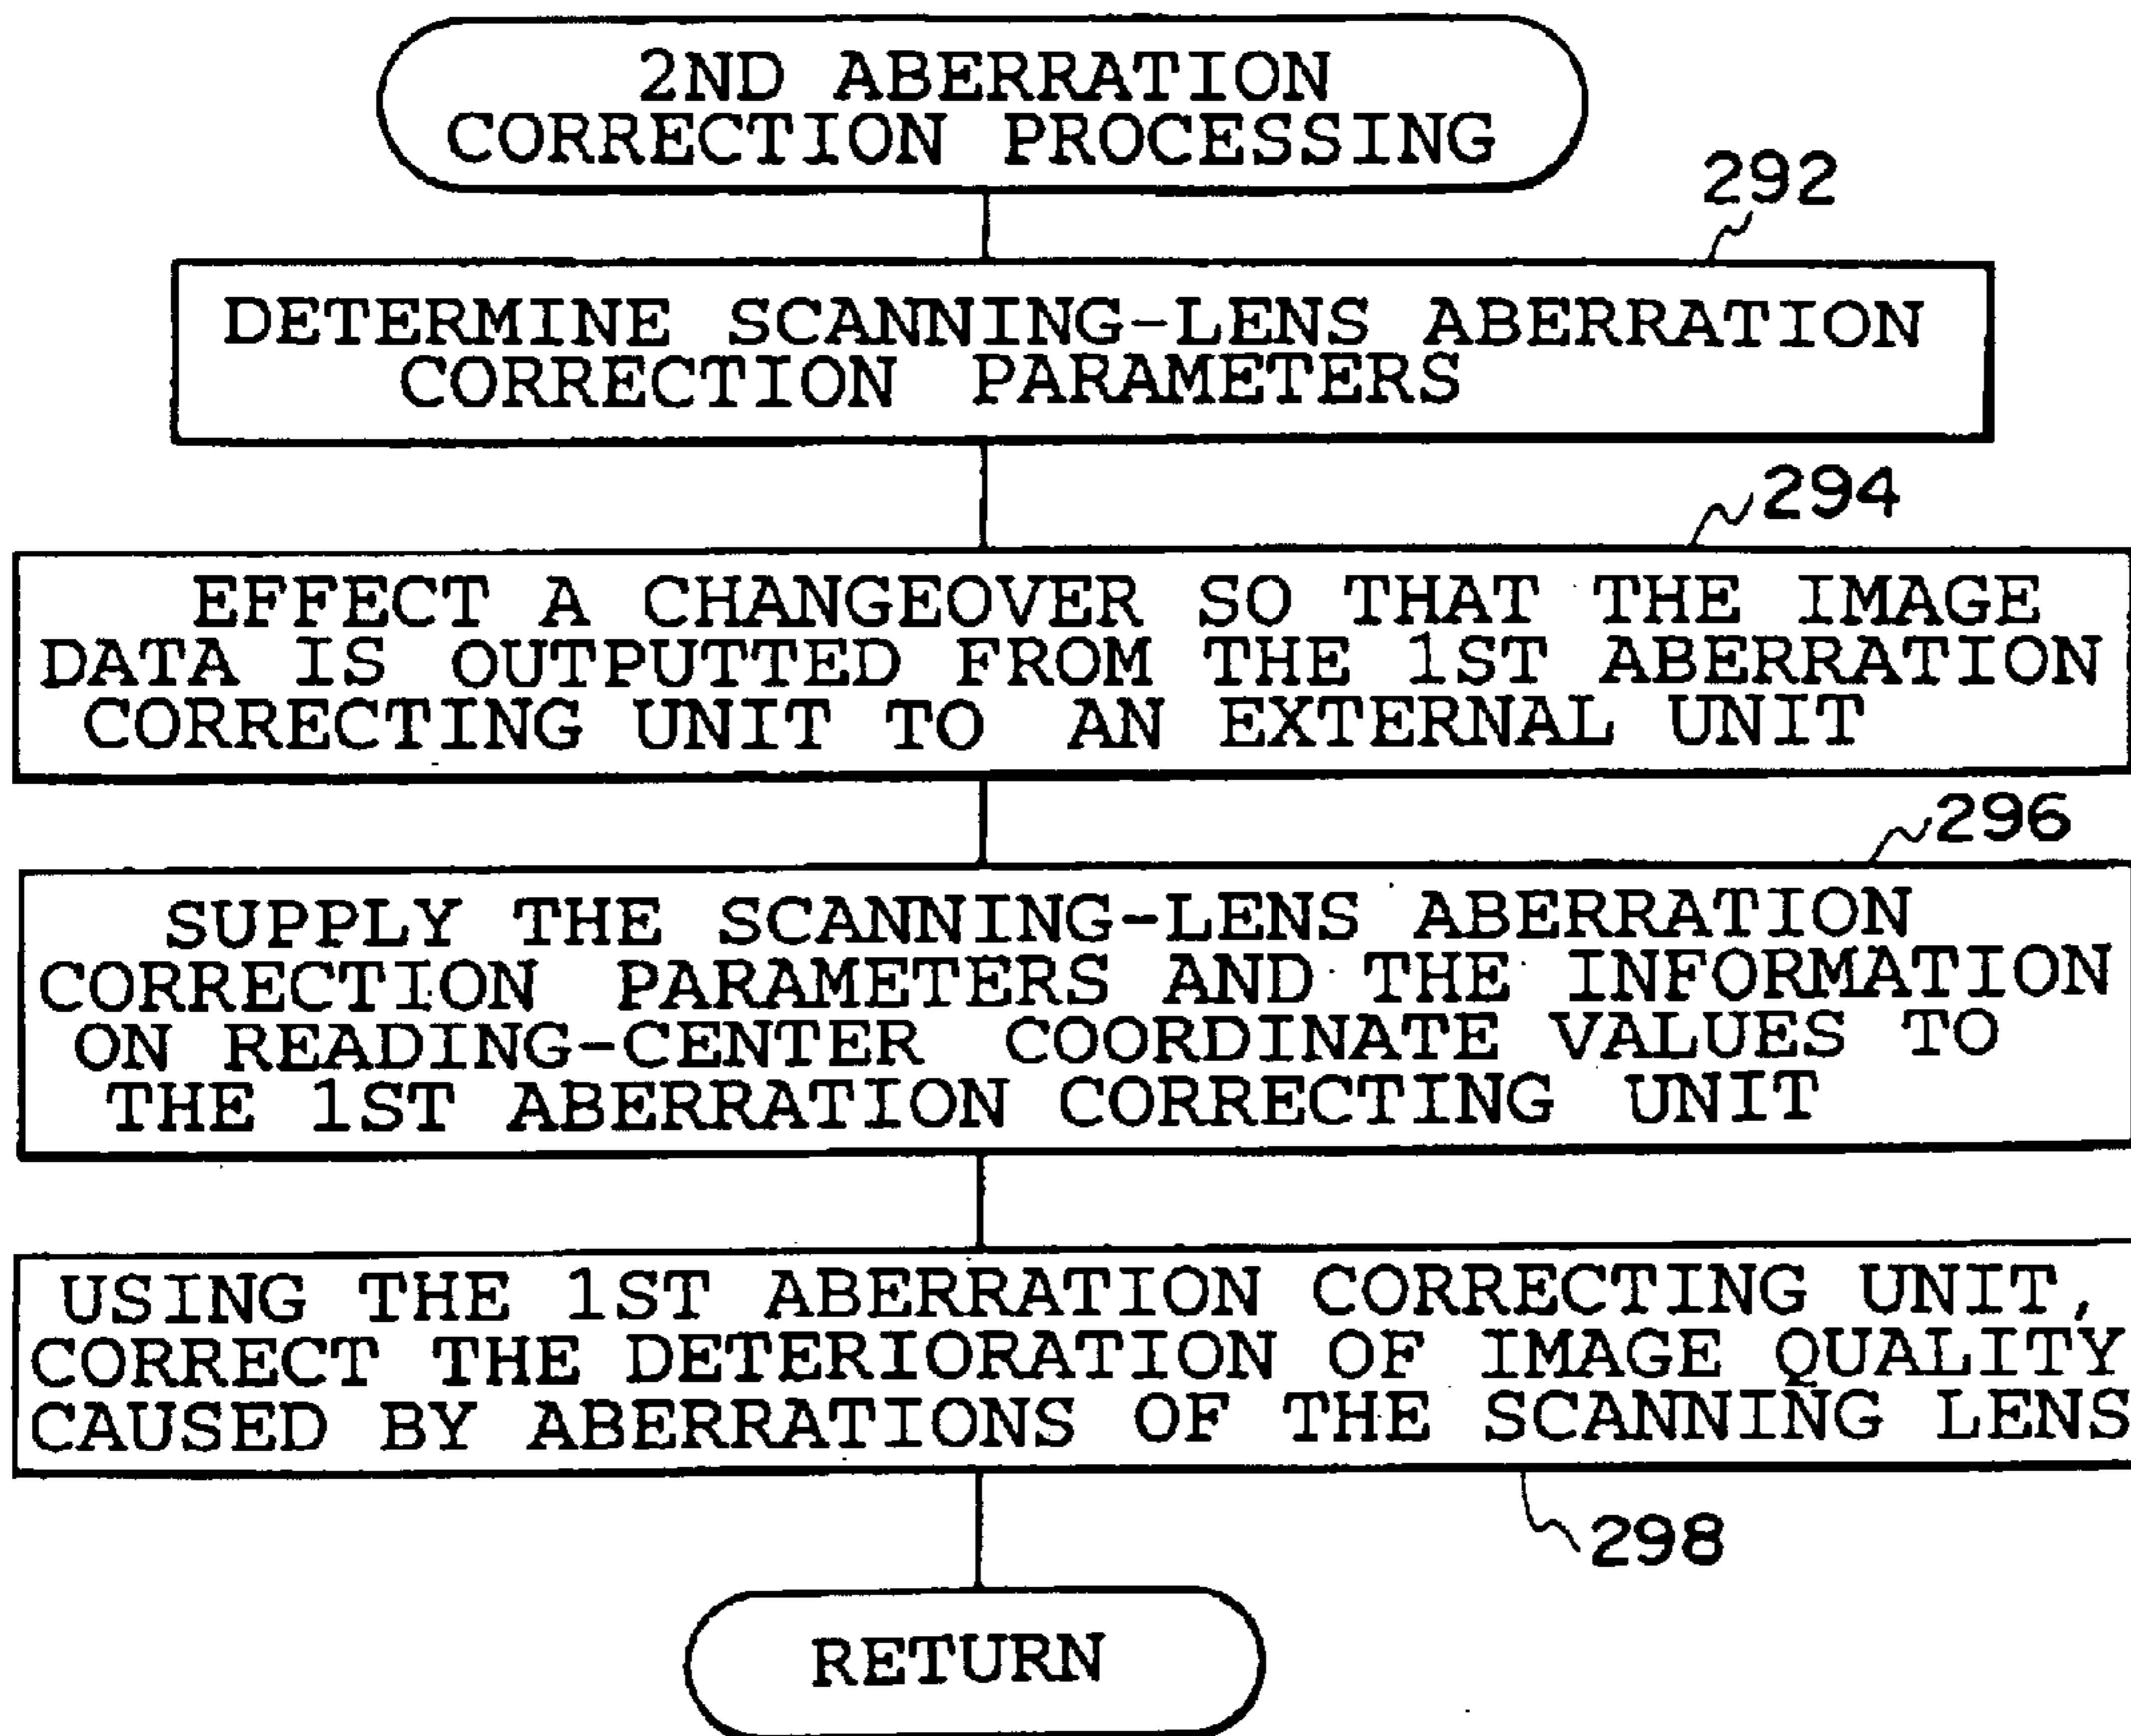 2ND ABERRATION
CORRECTION PROCESSING
292
DETERMINE SCANNING-LENS ABERRATION
CORRECTION PARAMETERS
294
EFFECT A CHANGEOVER SO THAT THE IMAGE
DATA IS OUTPUTTED FROM THE 1ST ABERRATION
CORRECTING UNIT TO AN EXTERNAL UNIT
296
SUPPLY THE SCANNING-LENS ABERRATION
CORRECTION PARAMETERS AND THE INFORMATION
ON READING-CENTER COORDINATE VALUES TO
THE 1ST ABERRATION CORRECTING UNIT
USING THE 1ST ABERRATION CORRECTING UNIT,
CORRECT THE DETERIORATION OF IMAGE QUALITY
CAUSED BY ABERRATIONS OF THE SCANNING LENS
298
RETURN